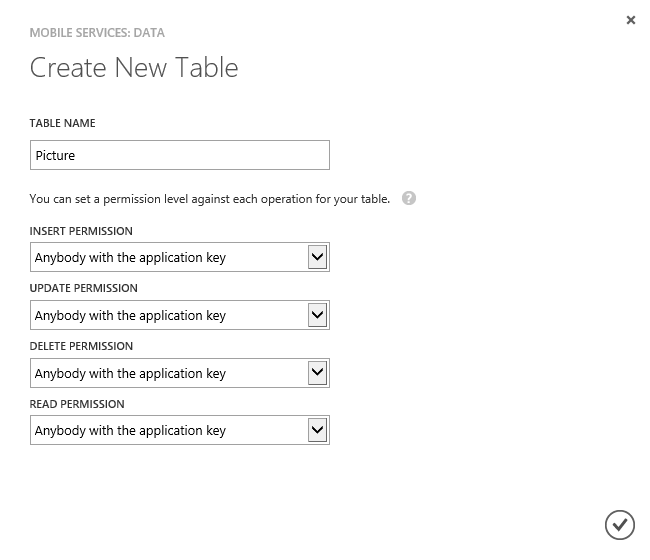 MOBILE SERVICES: DATA
Create New Table
TABLE NAME
Picture
You can set a permission level against each operation for your table. ?
INSERT PERMISSION
Anybody with the application key
UPDATE PERMISSION
Anybody with the application key
DELETE PERMISSION
Anybody with the application key
READ PERMISSION
Anybody with the application key